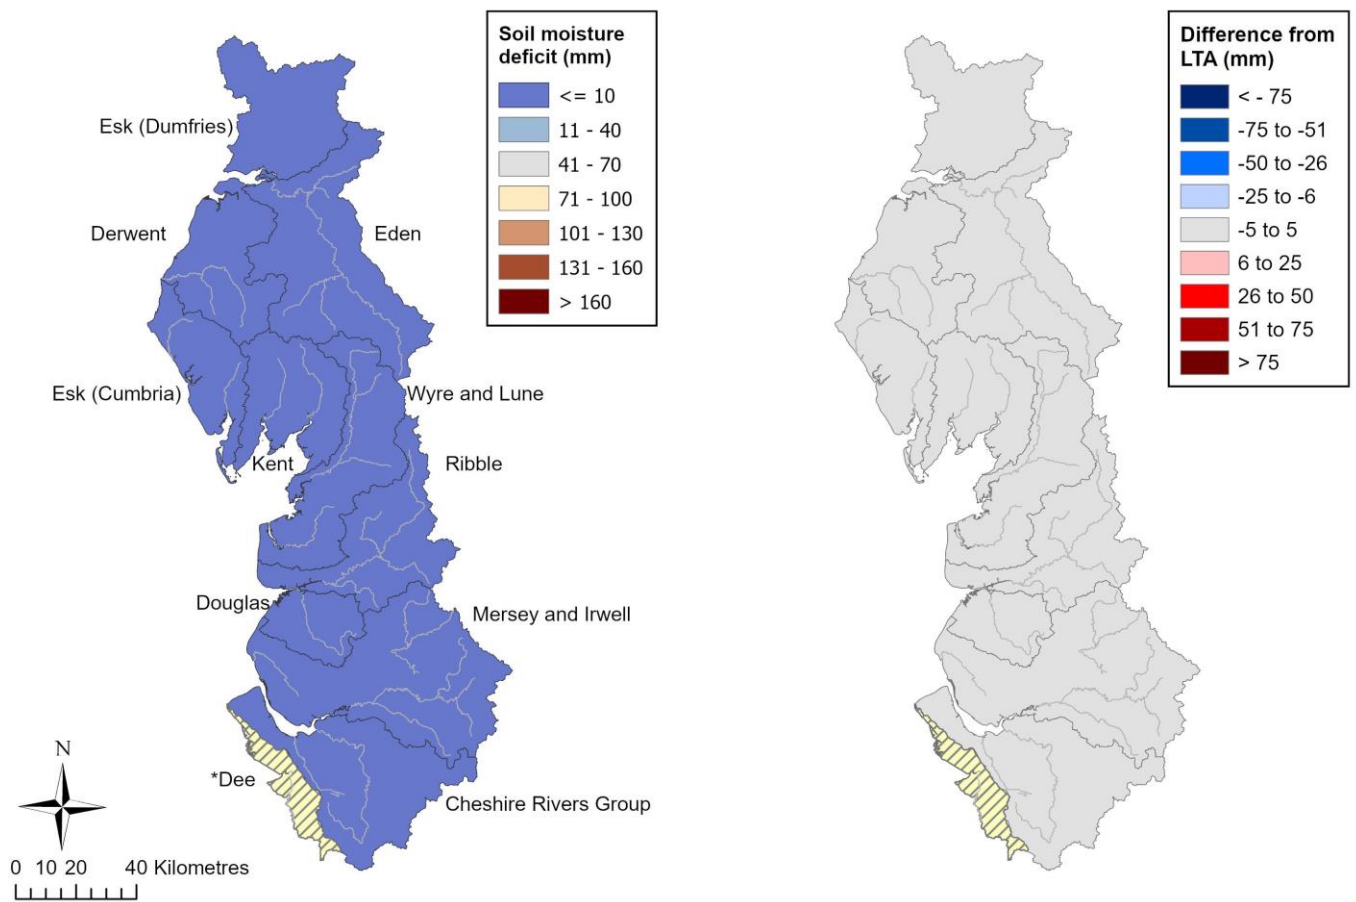 Soil moisture
deficit (mm)
<= 10
11 - 40
41 - 70
71 - 100
101 - 130
131 - 160
> 160
Esk (Dumfries)
Derwent
Eden
Esk (Cumbria)
Wyre and Lune
Kent
Ribble
Douglas
Mersey and Irwell
*Dee
Cheshire Rivers Group
N
0 10 20 40 Kilometres
Difference from
LTA (mm)
< - 75
-75 to -51
-50 to -26
-25 to -6
-5 to 5
6 to 25
26 to 50
51 to 75
> 75